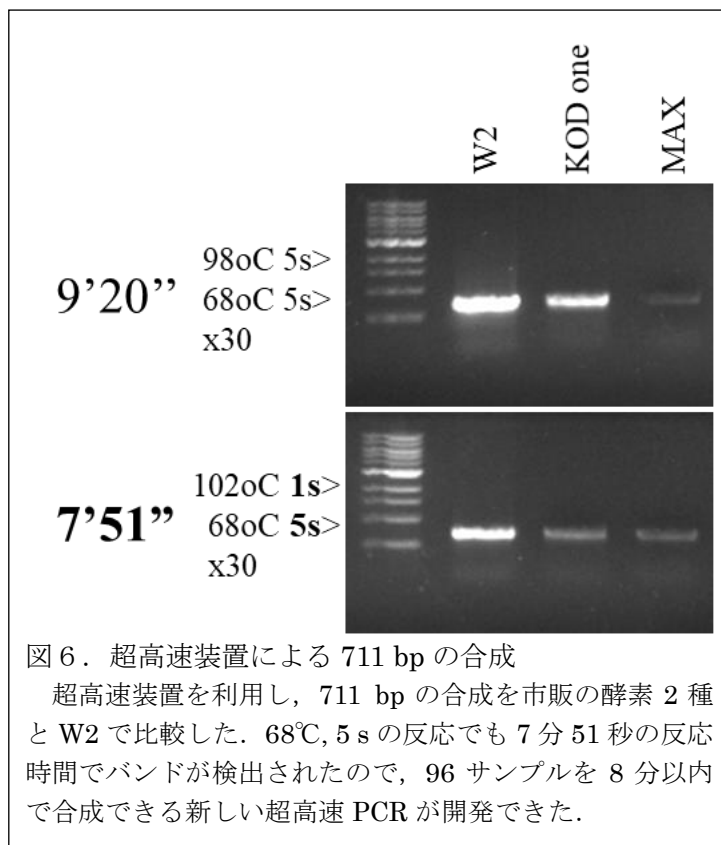 W2
KOD one
MAX
9’20’’
98oC 5s>
68oC 5s>
x30
7’51”
102oC 1s>
68oC 5s>
x30
図６．超高速装置による 711 bp の合成
超高速装置を利用し，711 bp の合成を市販の酵素 2 種
と W2 で比較した．68℃, 5 s の反応でも 7 分 51 秒の反応
時間でバンドが検出されたので，96 サンプルを 8 分以内
で合成できる新しい超高速 PCR が開発できた．